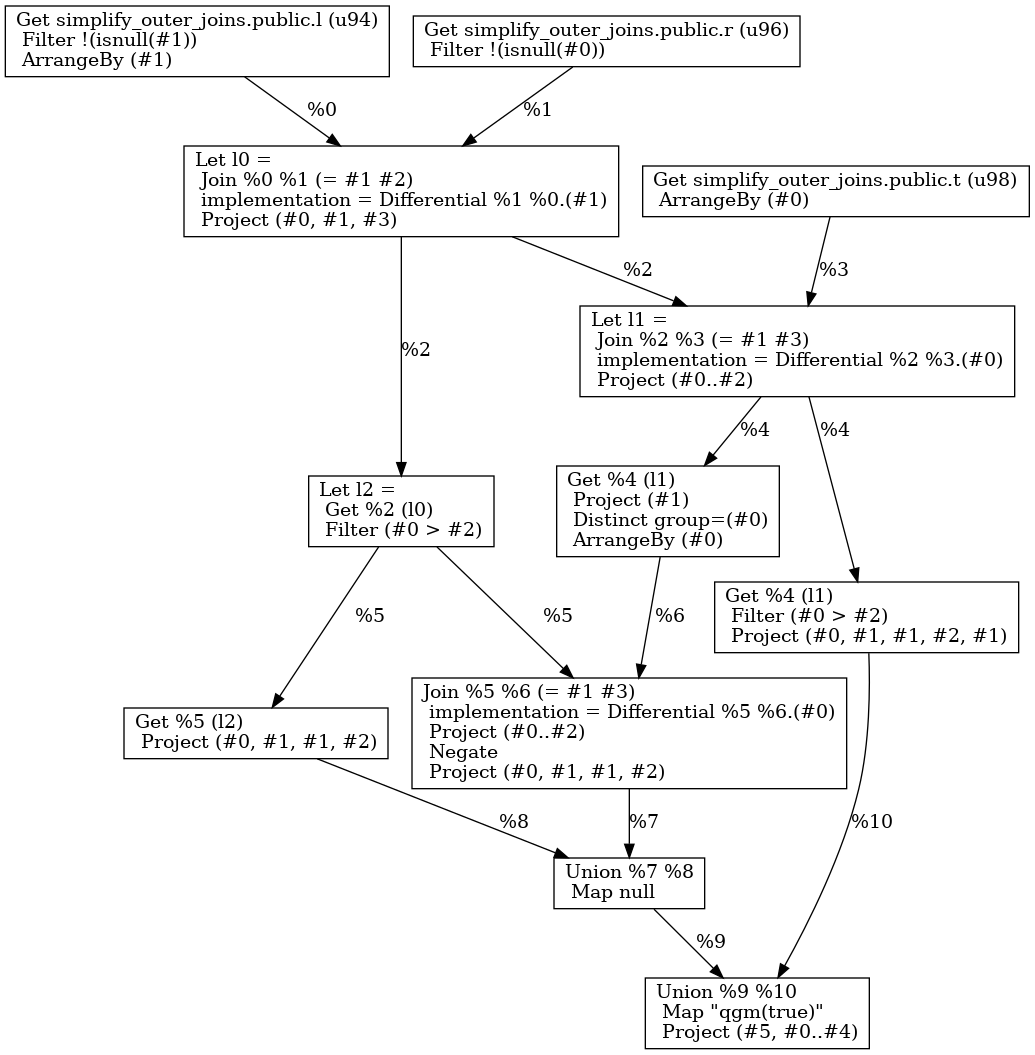 Get simplify_outer_joins.public.l (u94)
Filter !(isnull(#1))
ArrangeBy (#1)
Get simplify_outer_joins.public.r (u96)
Filter !(isnull(#0))
%0
%1
Let l0 =
Join %0 %1 (= #1 #2)
implementation = Differential %1 %0.(#1)
Project (#0, #1, #3)
Get simplify_outer_joins.public.t (u98)
ArrangeBy (#0)
%2
%3
Let l1 =
Join %2 %3 (= #1 #3)
implementation = Differential %2 %3.(#0)
Project (#0..#2)
%2
%4
%4
Let l2 =
Get %2 (l0)
Filter (#0 > #2)
Get %4 (l1)
Project (#1)
Distinct group=(#0)
ArrangeBy (#0)
Get %4 (l1)
Filter (#0 > #2)
Project (#0, #1, #1, #2, #1)
%5
%5
%6
Get %5 (l2)
Project (#0, #1, #1, #2)
Join %5 %6 (= #1 #3)
implementation = Differential %5 %6.(#0)
Project (#0..#2)
Negate
Project (#0, #1, #1, #2)
%8
%7
%10
Union %7 %8
Map null
%9
Union %9 %10
Map "qgm(true)"
Project (#5, #0..#4)